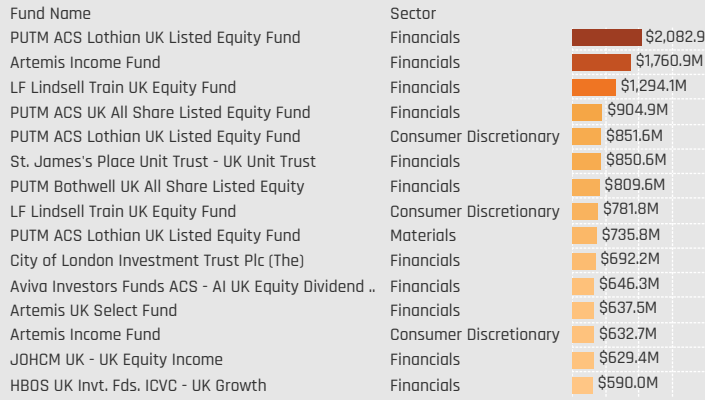 Fund Name Sector
PUTM ACS Lothian UK Listed Equity Fund Financials $2,082.9
Artemis Income Fund Financials $1,760.9M
LF Lindsell Train UK Equity Fund Financials $1,294.1M
PUTM ACS UK All Share Listed Equity Fund Financials $904.9M
PUTM ACS Lothian UK Listed Equity Fund Consumer Discretionary $851.6M
St. James's Place Unit Trust - UK Unit Trust Financials $850.6M
PUTM Bothwell UK All Share Listed Equity Financials $809.6M
LF Lindsell Train UK Equity Fund Consumer Discretionary $781.8M
PUTM ACS Lothian UK Listed Equity Fund Materials $735.8M
City of London Investment Trust Plc (The) Financials $692.2M
Aviva Investors Funds ACS - AI UK Equity Dividend .. Financials $646.3M
Artemis UK Select Fund Financials $637.5M
Artemis Income Fund Consumer Discretionary $632.7M
JOHCM UK - UK Equity Income Financials $629.4M
HBOS UK Invt. Fds. ICVC - UK Growth Financials $590.0M